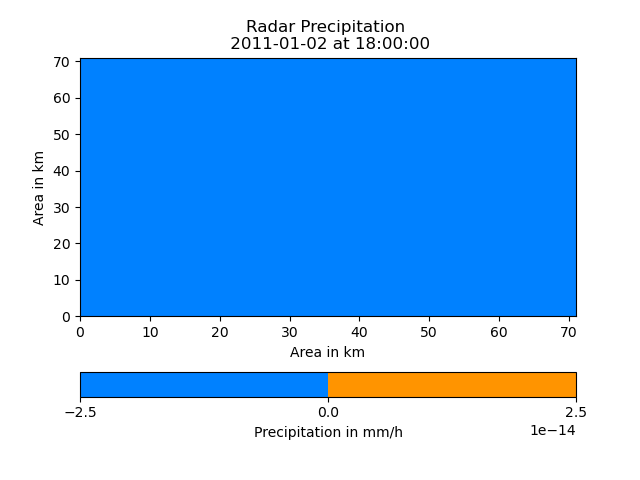 Radar Precipitation
2011-01-02 at 18:00:00
70
60
50
40
30
20
10
0
Area in km
0 10 20 30 40 50 60 70
Area in km
−2.5 0.0 2.5
1e−14
Precipitation in mm/h